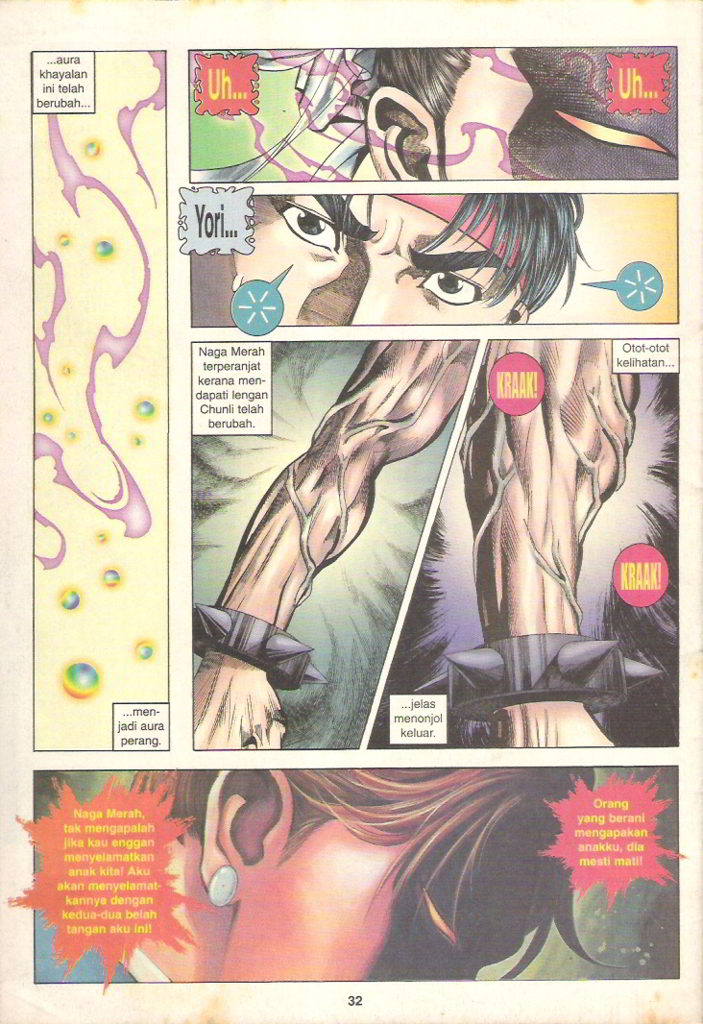 ...aura
khayalan
ini telah
berubah...
...men-
jadi aura
perang.
Uh...
Uh...
Yori...
Naga Merah
terperanjat
kerana men-
dapati lengan
Chunli telah
berubah.
KRAAK!
Otot-otot
kelihatan...
KRAAK!
...jelas
menonjol
keluar.
Naga Merah,
tak mengapalah
jika kau enggan
menyelamatkan
anak kita! Aku
akan menyelamat-
kannya dengan
kedua-dua belah
tangan aku ini!
Orang
yang berani
mengapakan
anakku, dia
mesti mati!
32